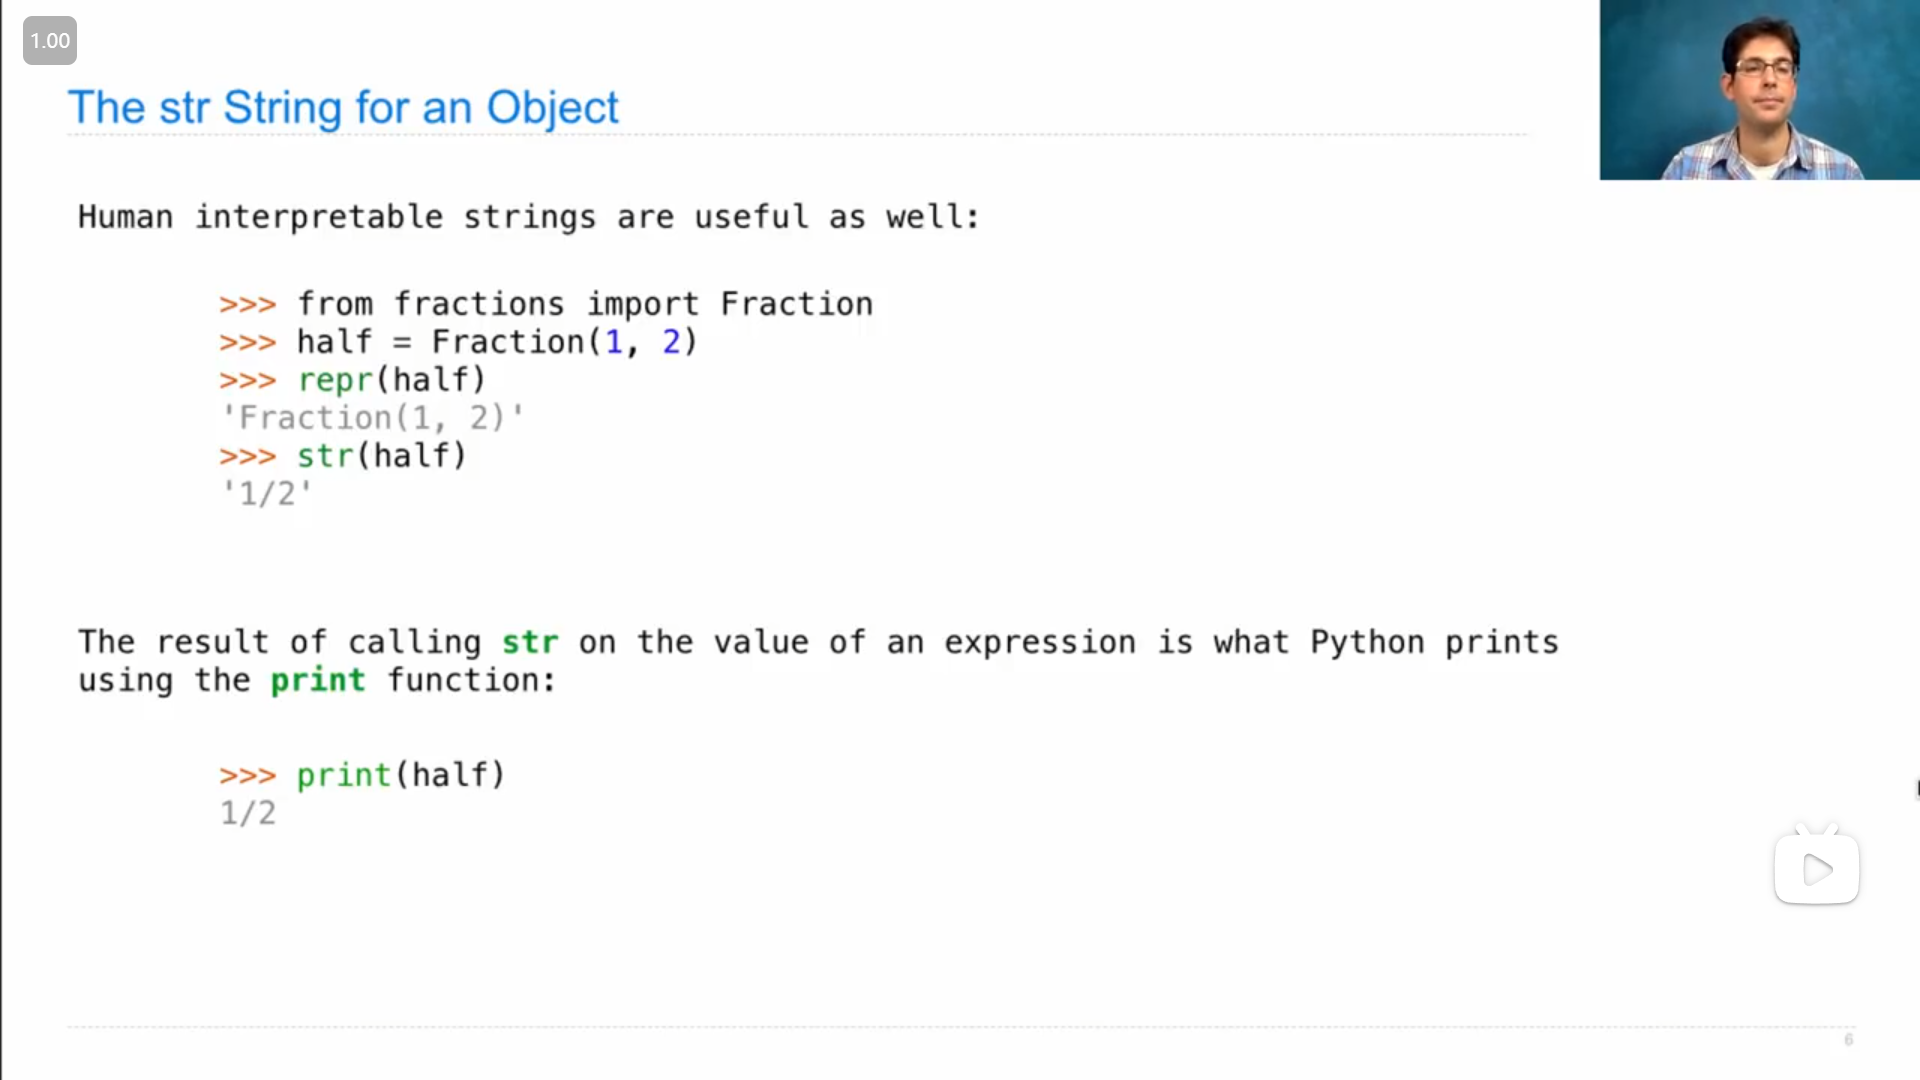 1.00
The str String for an Object
Human interpretable strings are useful as well:
>>> from fractions import Fraction
>>> half = Fraction(1, 2)
>>> repr(half)
'Fraction(1, 2)'
>>> str(half)
'1/2'
The result of calling str on the value of an expression is what Python prints
using the print function:
>>> print(half)
1/2
6